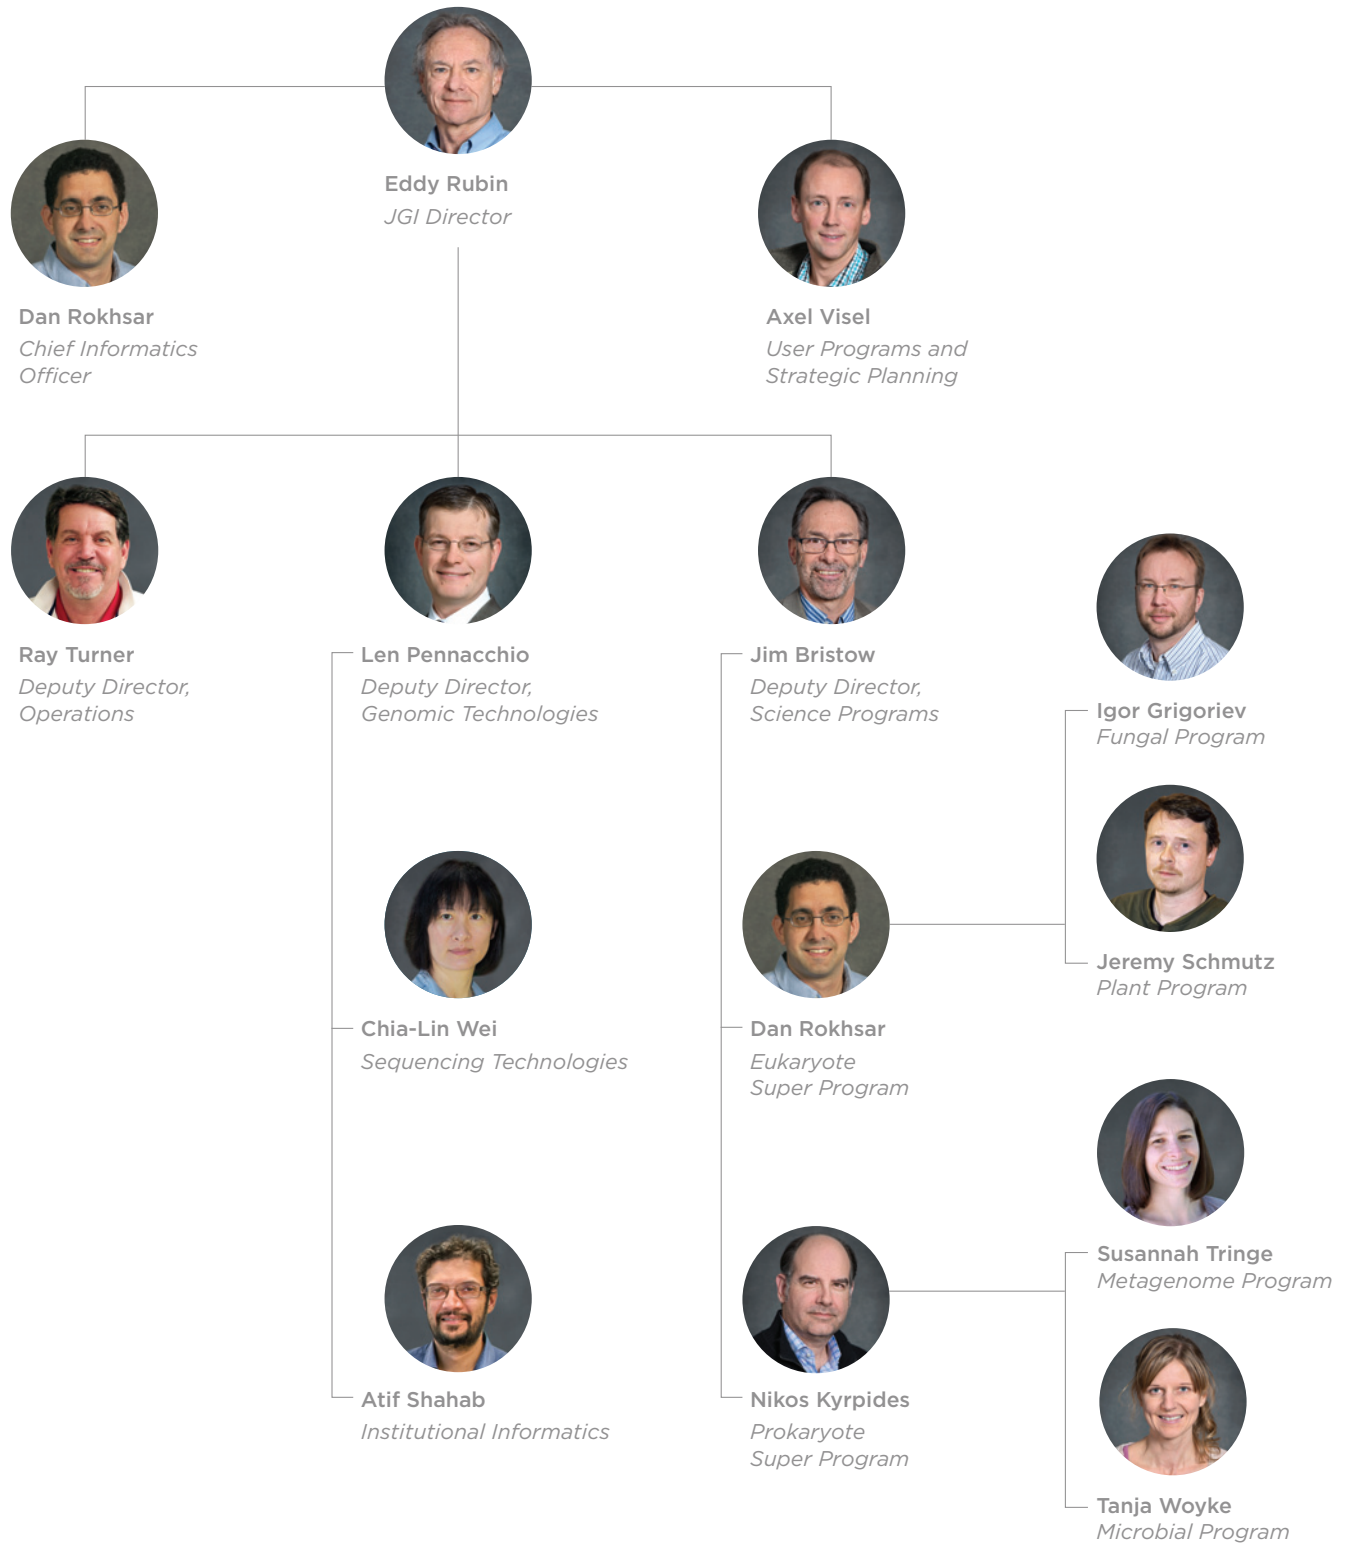 Eddy Rubin
JGI Director
Dan Rokhsar
Chief Informatics
Officer
Axel Visel
User Programs and
Strategic Planning
Ray Turner
Deputy Director,
Operations
Len Pennacchio
Deputy Director,
Genomic Technologies
Jim Bristow
Deputy Director,
Science Programs
Igor Grigoriev
Fungal Program
Jeremy Schmutz
Plant Program
Chia-Lin Wei
Sequencing Technologies
Dan Rokhsar
Eukaryote
Super Program
Susannah Tringe
Metagenome Program
Atif Shahab
Institutional Informatics
Nikos Kyrpides
Prokaryote
Super Program
Tanja Woyke
Microbial Program